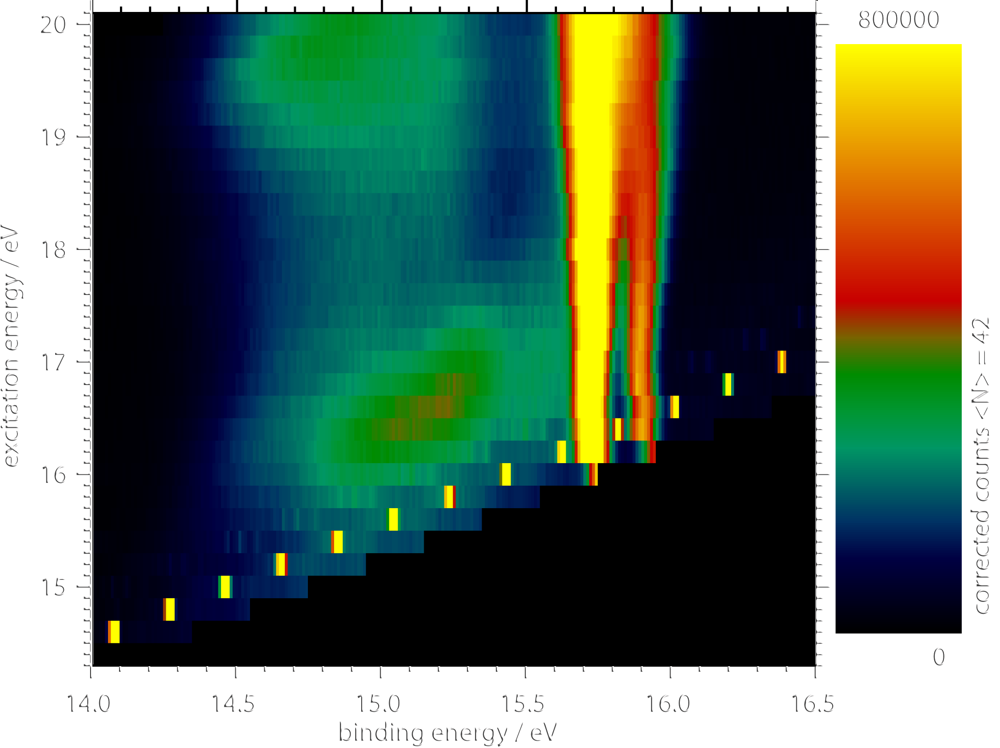 800000
20
19
18
17
16
15
excitation energy / eV
14.0 14.5 15.0 15.5 16.0 16.5
binding energy / eV
0
corrected counts <N> = 42